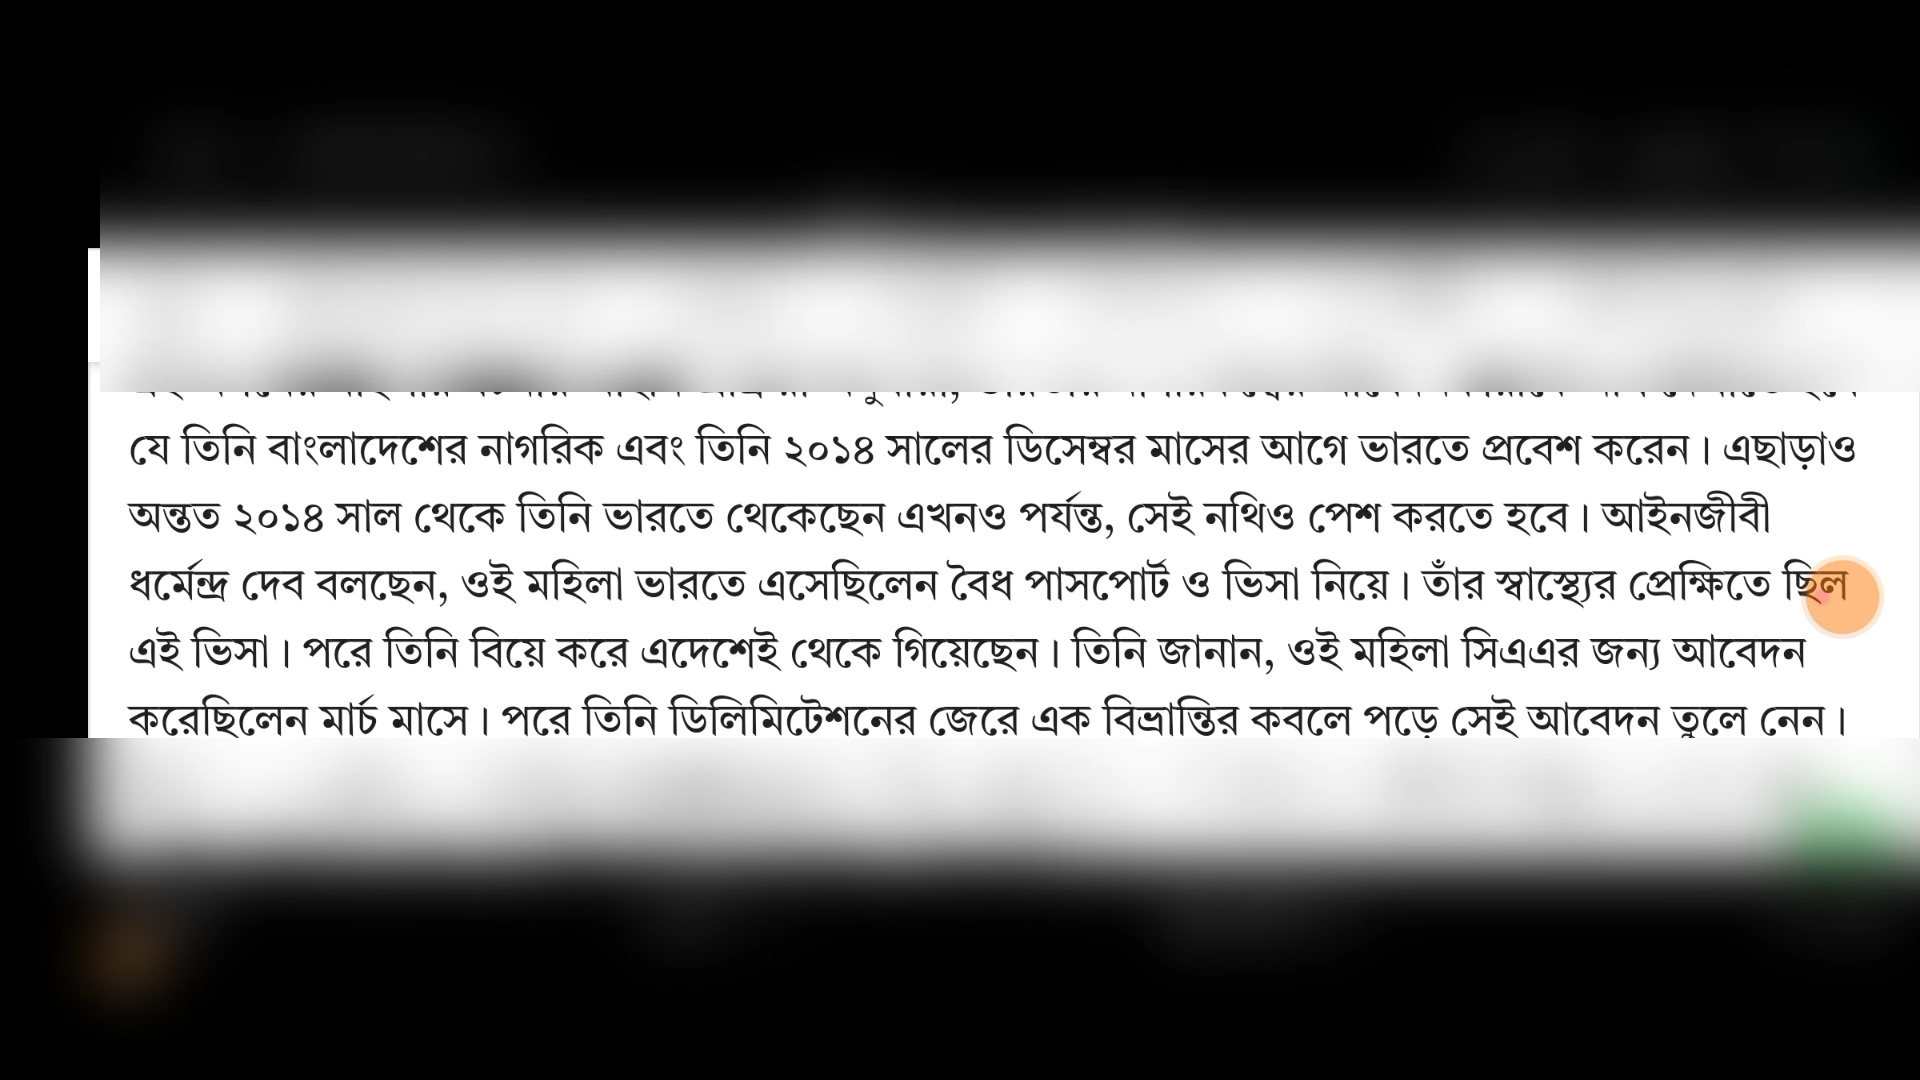 যে তিনি বাংলাদেশের নাগরিক এবং তিনি ২০১৪ সালের ডিসেম্বর মাসের আগে ভারতে প্রবেশ করেন। এছাড়াও
অন্তত ২০১৪ সাল থেকে তিনি ভারতে থেকেছেন এখনও পর্যন্ত, সেই নথিও পেশ করতে হবে। আইনজীবী
ধর্মেন্দ্র দেব বলছেন, ওই মহিলা ভারতে এসেছিলেন বৈধ পাসপোর্ট ও ভিসা নিয়ে। তাঁর স্বাস্থ্যের প্রেক্ষিতে ছিল
এই ভিসা। পরে তিনি বিয়ে করে এদেশেই থেকে গিয়েছেন। তিনি জানান, ওই মহিলা সিএএর জন্য আবেদন
করেছিলেন মার্চ মাসে। পরে তিনি ডিলিমিটেশনের জেরে এক বিভ্রান্তির কবলে পড়ে সেই আবেদন তুলে নেন।